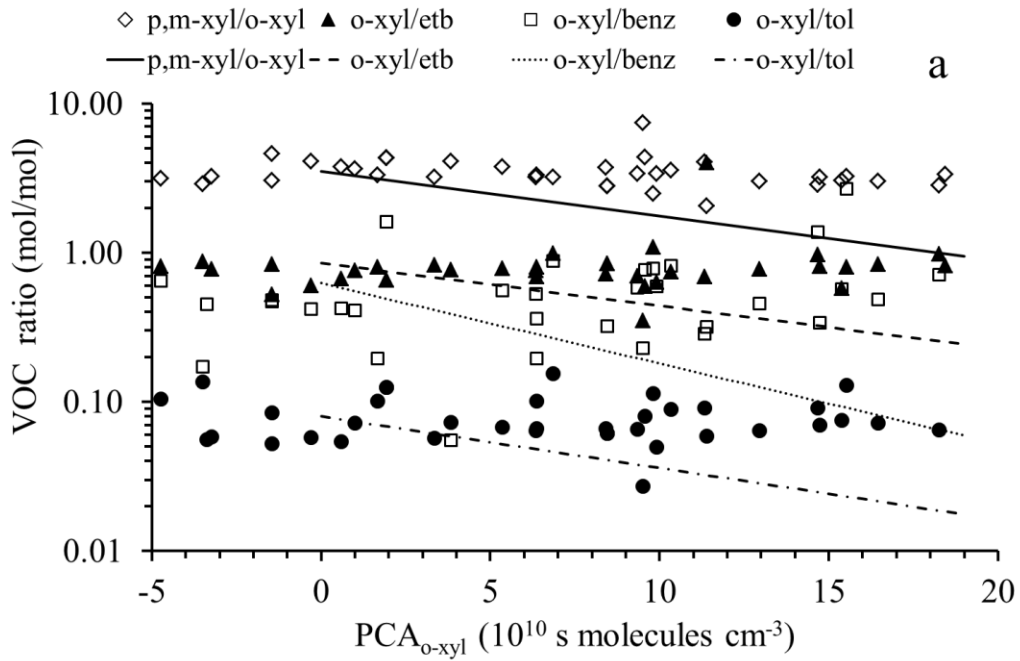 p,m-xyl/o-xyl o-xyl/etb o-xyl/benz o-xyl/tol
p,m-xyl/o-xyl o-xyl/etb o-xyl/benz o-xyl/tol
a
10.00
1.00
0.10
0.01
VOC ratio (mol/mol)
-5 0 5 10 15 20
PCAo-xyl (10¹⁰ s molecules cm⁻³)